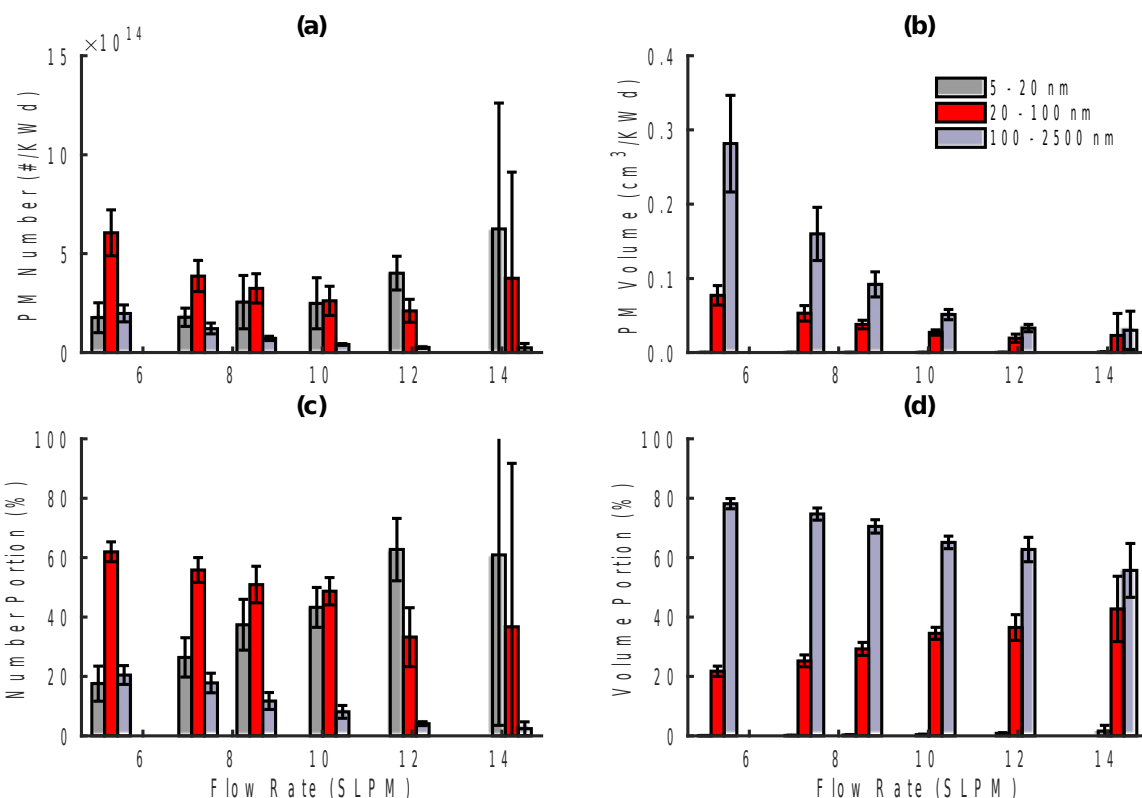 (a)
×10^14
15
10
5
0
PM Number (#/KWd)
6 8 10 12 14
(b)
0.4
0.3
0.2
0.1
0.0
PM Volume (cm^3/KWd)
5 - 20 nm
20 - 100 nm
100 - 2500 nm
6 8 10 12 14
(c)
100
80
60
40
20
0
Number Portion (%)
6 8 10 12 14
Flow Rate (SLPM)
(d)
100
80
60
40
20
0
Volume Portion (%)
6 8 10 12 14
Flow Rate (SLPM)